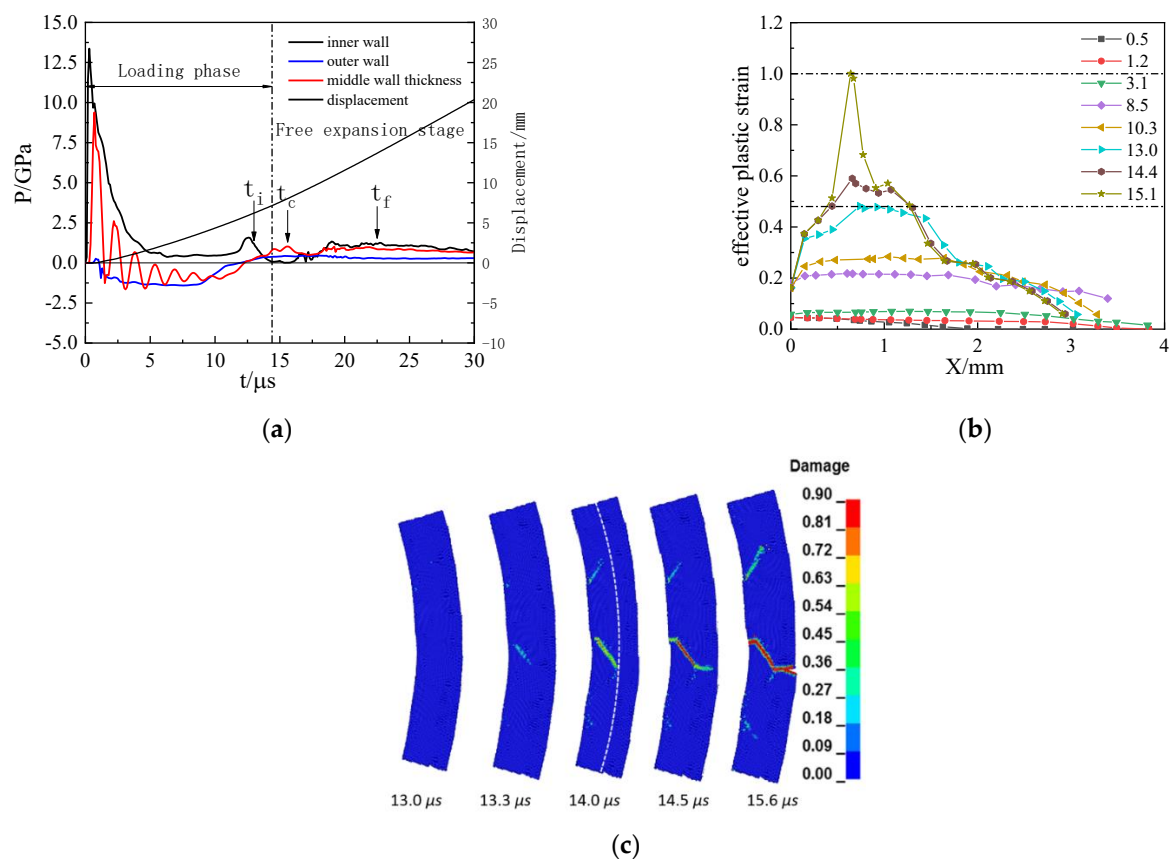 15.0
12.5
10.0
7.5
5.0
2.5
0.0
-2.5
-5.0
P/GPa
0 5 10 15 20 25 30
t/μs
30
25
20
15
10
5
0
-5
-10
Displacement/mm
inner wall
outer wall
middle wall thickness
displacement
Loading phase
Free expansion stage
ti tc tf
(a)
1.2
1.0
0.8
0.6
0.4
0.2
0.0
effective plastic strain
0 1 2 3 4
X/mm
0.5
1.2
3.1
8.5
10.3
13.0
14.4
15.1
(b)
Damage
0.90
0.81
0.72
0.63
0.54
0.45
0.36
0.27
0.18
0.09
0.00
13.0 μs 13.3 μs 14.0 μs 14.5 μs 15.6 μs
(c)